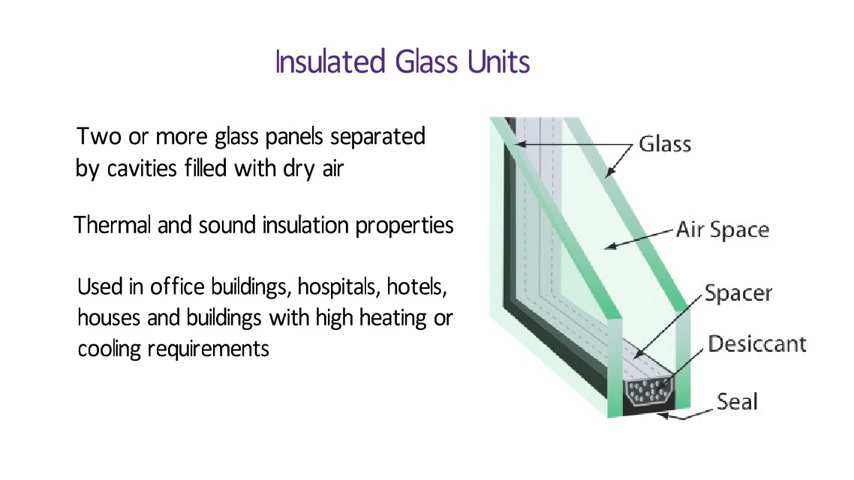 Insulated Glass Units
Two or more glass panels separated
by cavities filled with dry air
Thermal and sound insulation properties
Used in office buildings, hospitals, hotels,
houses and buildings with high heating or
cooling requirements
Glass
Air Space
Spacer
Desiccant
Seal